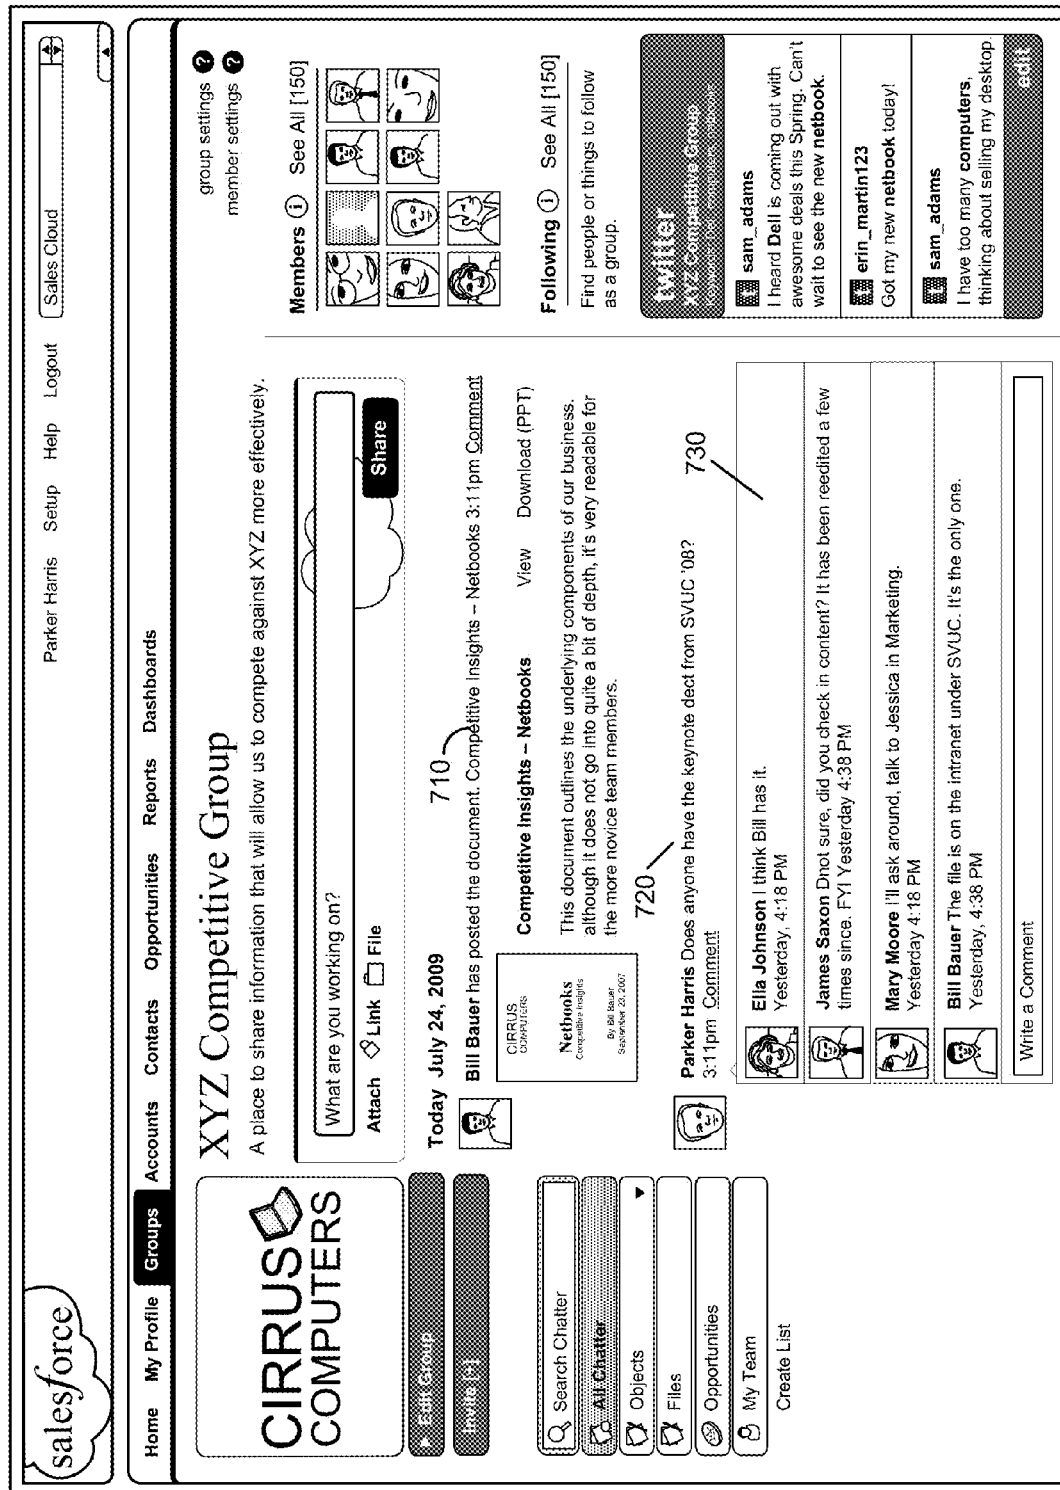 salesforce
Parker Harris Setup Help Logout Sales Cloud
Home My Profile Groups Accounts Contacts Opportunities Reports Dashboards
CIRRUS
COMPUTERS
Edit Group
Invite [+]
Search Chatter
All Chatter
Objects
Files
Opportunities
My Team
Create List
XYZ Competitive Group
A place to share information that will allow us to compete against XYZ more effectively.
What are you working on?
Attach Link File
Share
Today July 24, 2009
710
Bill Bauer has posted the document. Competitive Insights – Netbooks 3:11pm Comment
CIRRUS
COMPUTERS
Netbooks
Competitive Insights
By Bill Bauer
September 23, 2007
Competitive Insights – Netbooks View Download (PPT)
This document outlines the underlying components of our business.
although it does not go into quite a bit of depth, it's very readable for
the more novice team members.
720
Parker Harris Does anyone have the keynote dect from SVUC '08?
3:11pm Comment
730
Ella Johnson I think Bill has it.
Yesterday, 4:18 PM
James Saxon Dnot sure, did you check in content? It has been reedited a few
times since. FYI Yesterday 4:38 PM
Mary Moore I'll ask around, talk to Jessica in Marketing.
Yesterday 4:18 PM
Bill Bauer The file is on the intranet under SVUC. It's the only one.
Yesterday, 4:38 PM
Write a Comment
group settings ?
member settings ?
Members i See All [150]
Following i See All [150]
Find people or things to follow
as a group.
twitter
XYZ Competitive Group
sam_adams
I heard Dell is coming out with
awesome deals this Spring. Can't
wait to see the new netbook.
erin_martin123
Got my new netbook today!
sam_adams
I have too many computers,
thinking about selling my desktop.
edit